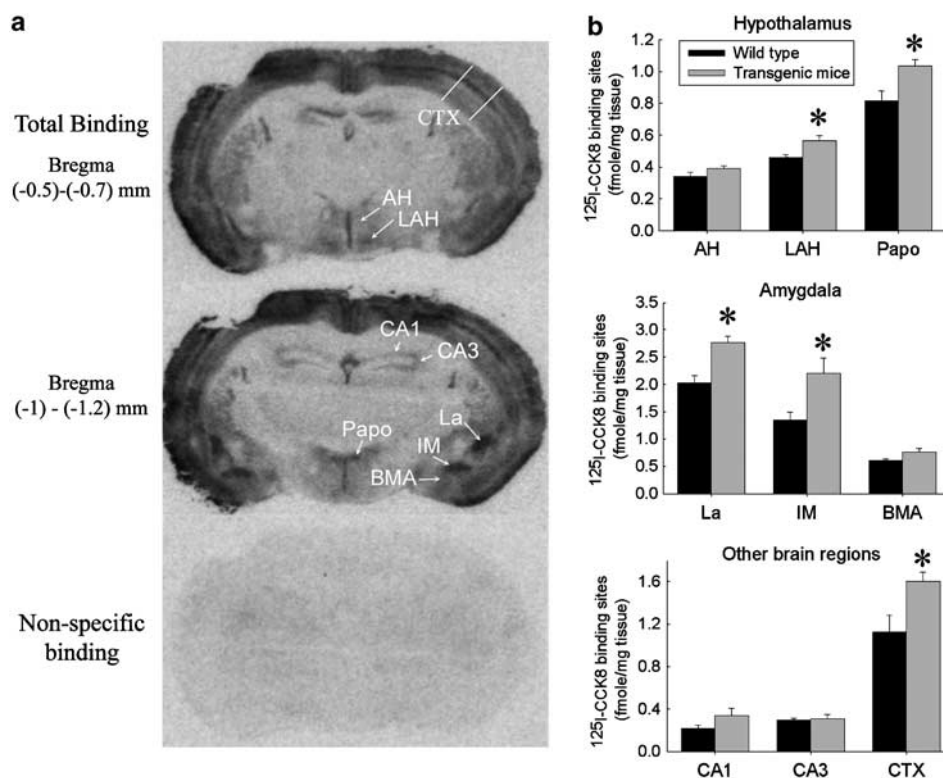 a
Total Binding
Bregma
(-0.5)-(-0.7) mm
CTX
AH
LAH
Bregma
(-1) - (-1.2) mm
CA1
CA3
Papo
La
IM
BMA
Non-specific
binding
b
Hypothalamus
125I-CCK8 binding sites
(fmole/mg tissue)
1.2
1.0
0.8
0.6
0.4
0.2
0.0
Wild type
Transgenic mice
*
*
AH LAH Papo
Amygdala
125I-CCK8 binding sites
(fmole/mg tissue)
3.5
3.0
2.5
2.0
1.5
1.0
0.5
0.0
*
*
La IM BMA
Other brain regions
125I-CCK8 binding sites
(fmole/mg tissue)
1.6
1.2
0.8
0.4
0.0
*
CA1 CA3 CTX